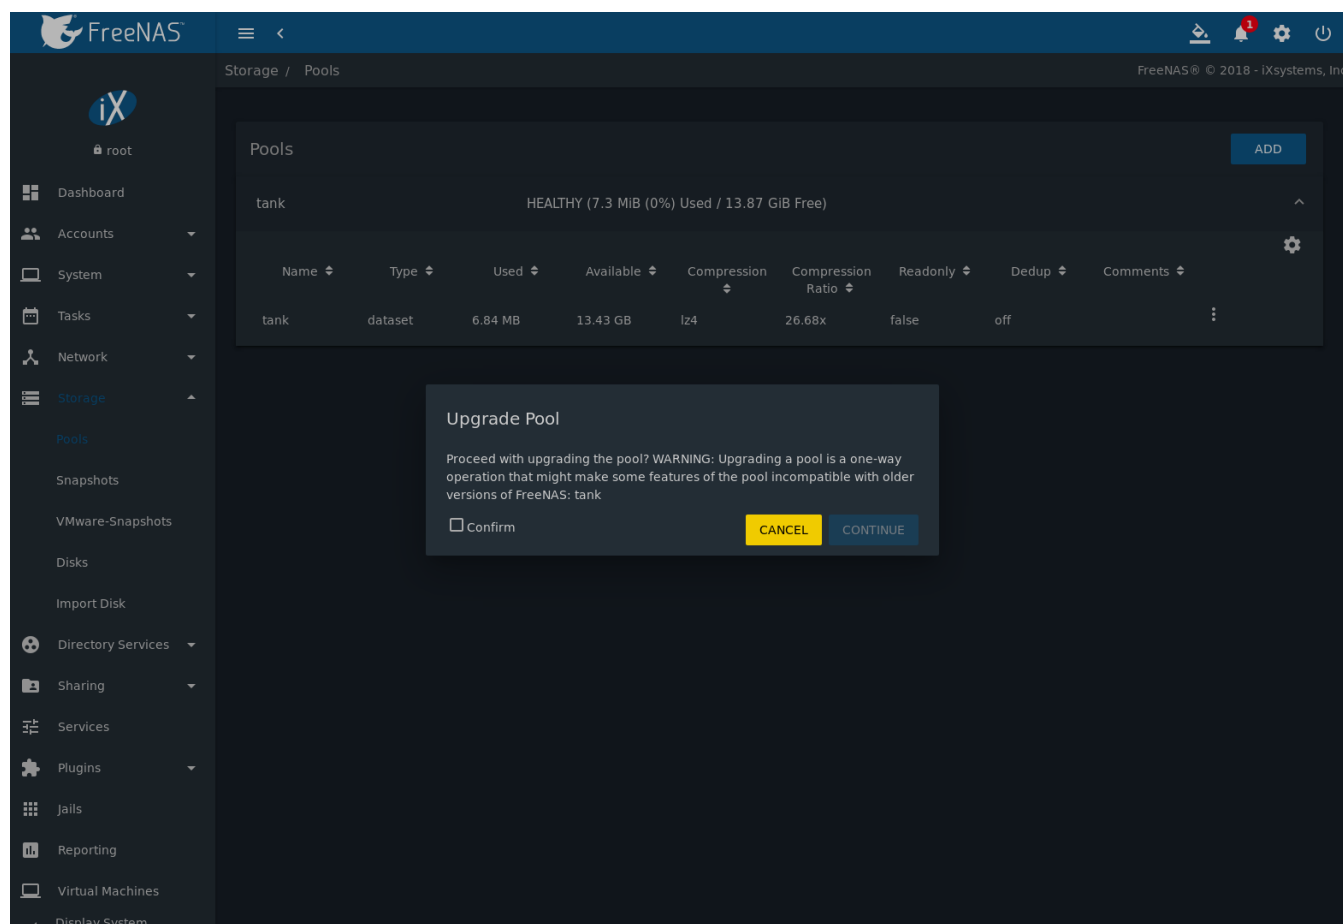 FreeNAS™
1
Storage / Pools
FreeNAS® © 2018 - iXsystems, Inc
iX
root
Dashboard
Accounts
System
Tasks
Network
Storage
Pools
Snapshots
VMware-Snapshots
Disks
Import Disk
Directory Services
Sharing
Services
Plugins
Jails
Reporting
Virtual Machines
Display System
Pools
ADD
tank HEALTHY (7.3 MiB (0%) Used / 13.87 GiB Free)
Name Type Used Available Compression Compression Ratio Readonly Dedup Comments
tank dataset 6.84 MB 13.43 GB lz4 26.68x false off
Upgrade Pool
Proceed with upgrading the pool? WARNING: Upgrading a pool is a one-way
operation that might make some features of the pool incompatible with older
versions of FreeNAS: tank
Confirm
CANCEL CONTINUE